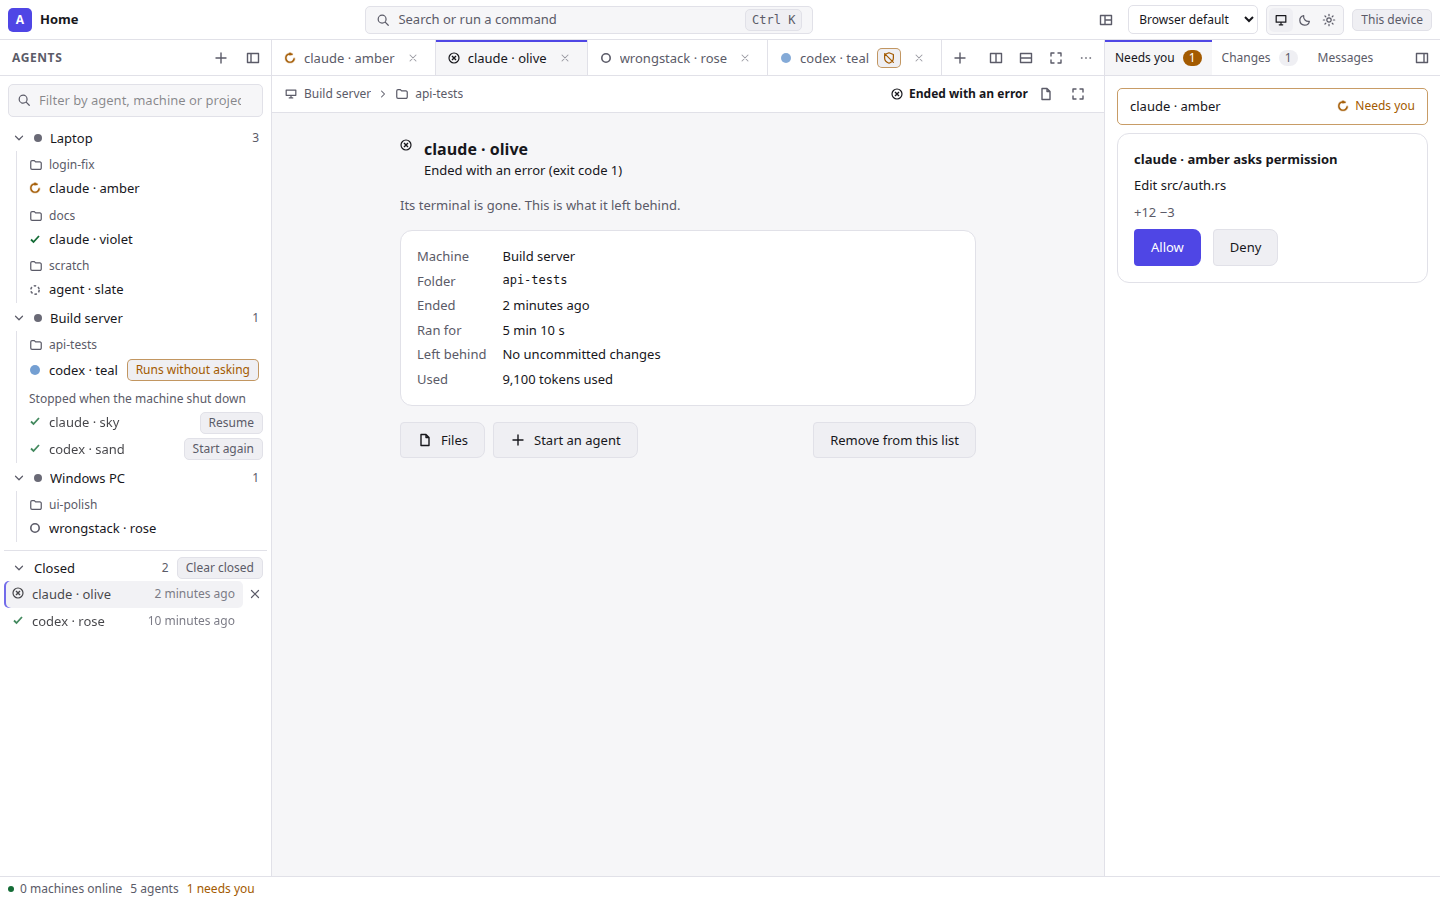 A Home
Search or run a command Ctrl K
Browser default
This device
AGENTS
Filter by agent, machine or projec
Laptop 3
login-fix
claude · amber
docs
claude · violet
scratch
agent · slate
Build server 1
api-tests
codex · teal Runs without asking
Stopped when the machine shut down
claude · sky Resume
codex · sand Start again
Windows PC 1
ui-polish
wrongstack · rose
Closed 2 Clear closed
claude · olive 2 minutes ago
codex · rose 10 minutes ago
claude · amber
claude · olive
wrongstack · rose
codex · teal
Build server api-tests
Ended with an error
claude · olive
Ended with an error (exit code 1)
Its terminal is gone. This is what it left behind.
Machine Build server
Folder api-tests
Ended 2 minutes ago
Ran for 5 min 10 s
Left behind No uncommitted changes
Used 9,100 tokens used
Files
Start an agent
Remove from this list
Needs you 1
Changes 1
Messages
claude · amber Needs you
claude · amber asks permission
Edit src/auth.rs
+12 −3
Allow
Deny
0 machines online 5 agents 1 needs you